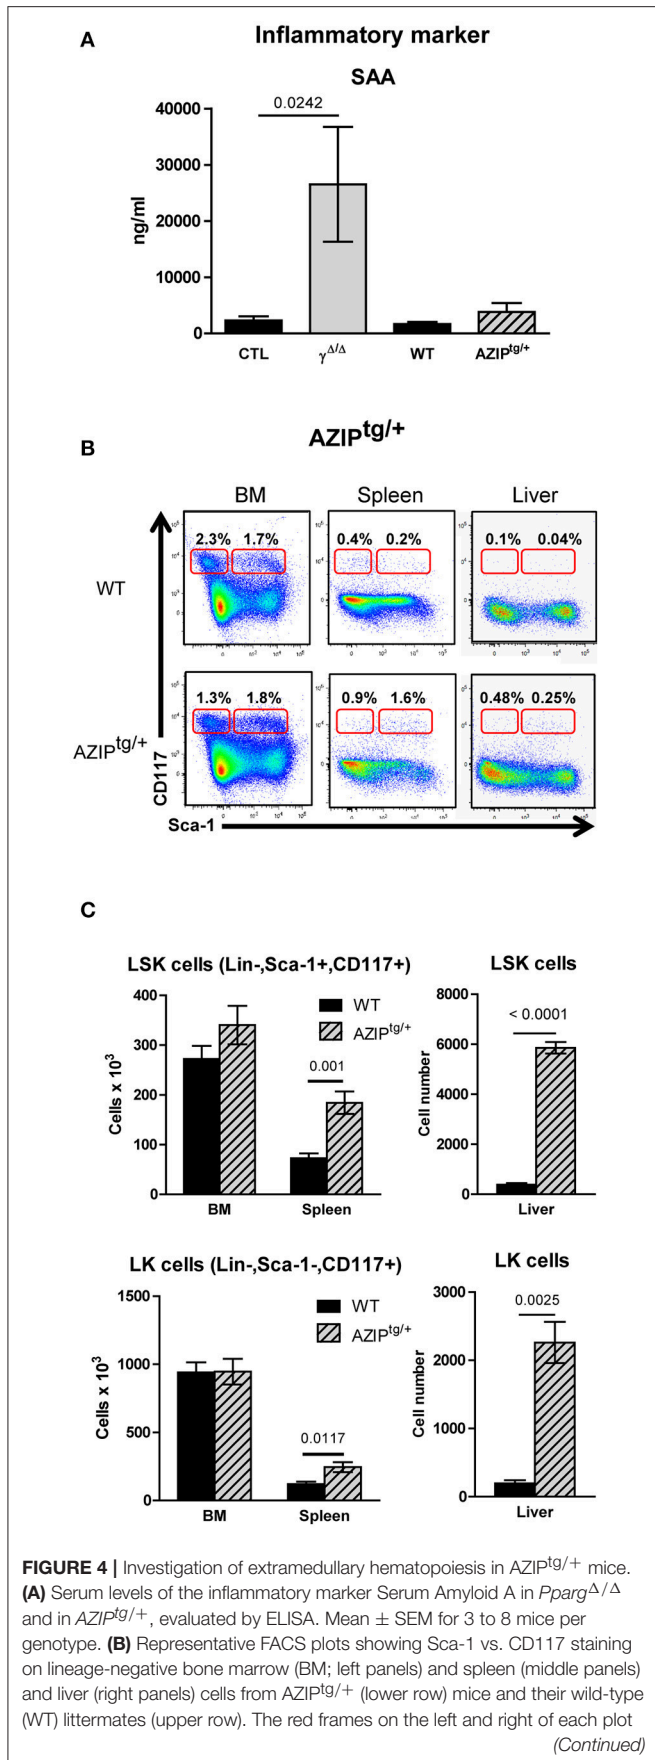 A
Inflammatory marker
SAA
0.0242
40000
30000
20000
10000
0
ng/ml
CTL
γΔ/Δ
WT
AZIPtg/+
B
AZIPtg/+
BM
Spleen
Liver
WT
2.3%
1.7%
0.4%
0.2%
0.1%
0.04%
AZIPtg/+
1.3%
1.8%
0.9%
1.6%
0.48%
0.25%
CD117
Sca-1
C
LSK cells (Lin-,Sca-1+,CD117+)
400
300
200
100
0
Cells x 10³
WT
AZIPtg/+
0.001
BM
Spleen
LSK cells
8000
6000
4000
2000
0
Cell number
< 0.0001
Liver
LK cells (Lin-,Sca-1-,CD117+)
1500
1000
500
0
Cells x 10³
WT
AZIPtg/+
0.0117
BM
Spleen
LK cells
3000
2000
1000
0
Cell number
0.0025
Liver
FIGURE 4 | Investigation of extramedullary hematopoiesis in AZIPtg/+ mice.
(A) Serum levels of the inflammatory marker Serum Amyloid A in PpargΔ/Δ
and in AZIPtg/+, evaluated by ELISA. Mean ± SEM for 3 to 8 mice per
genotype. (B) Representative FACS plots showing Sca-1 vs. CD117 staining
on lineage-negative bone marrow (BM; left panels) and spleen (middle panels)
and liver (right panels) cells from AZIPtg/+ (lower row) mice and their wild-type
(WT) littermates (upper row). The red frames on the left and right of each plot
(Continued)